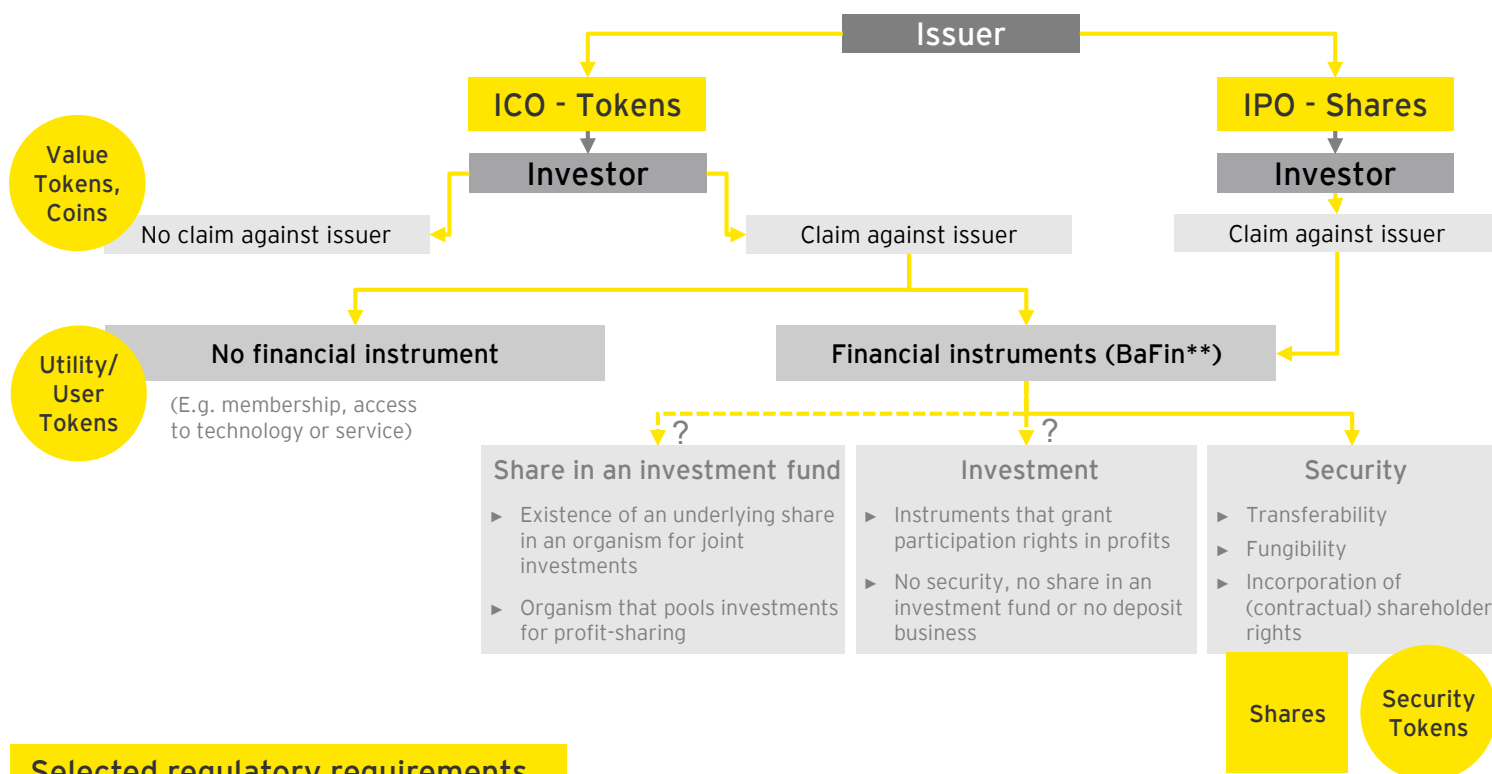 Issuer
ICO - Tokens
IPO - Shares
Value
Tokens,
Coins
Investor
Investor
No claim against issuer
Claim against issuer
Claim against issuer
Utility/
User
Tokens
No financial instrument
Financial instruments (BaFin**)
(E.g. membership, access
to technology or service)
?
?
Share in an investment fund
► Existence of an underlying share
in an organism for joint
investments
► Organism that pools investments
for profit-sharing
Investment
► Instruments that grant
participation rights in profits
► No security, no share in an
investment fund or no deposit
business
Security
► Transferability
► Fungibility
► Incorporation of
(contractual) shareholder
rights
Shares
Security
Tokens
Selected regulatory requirements